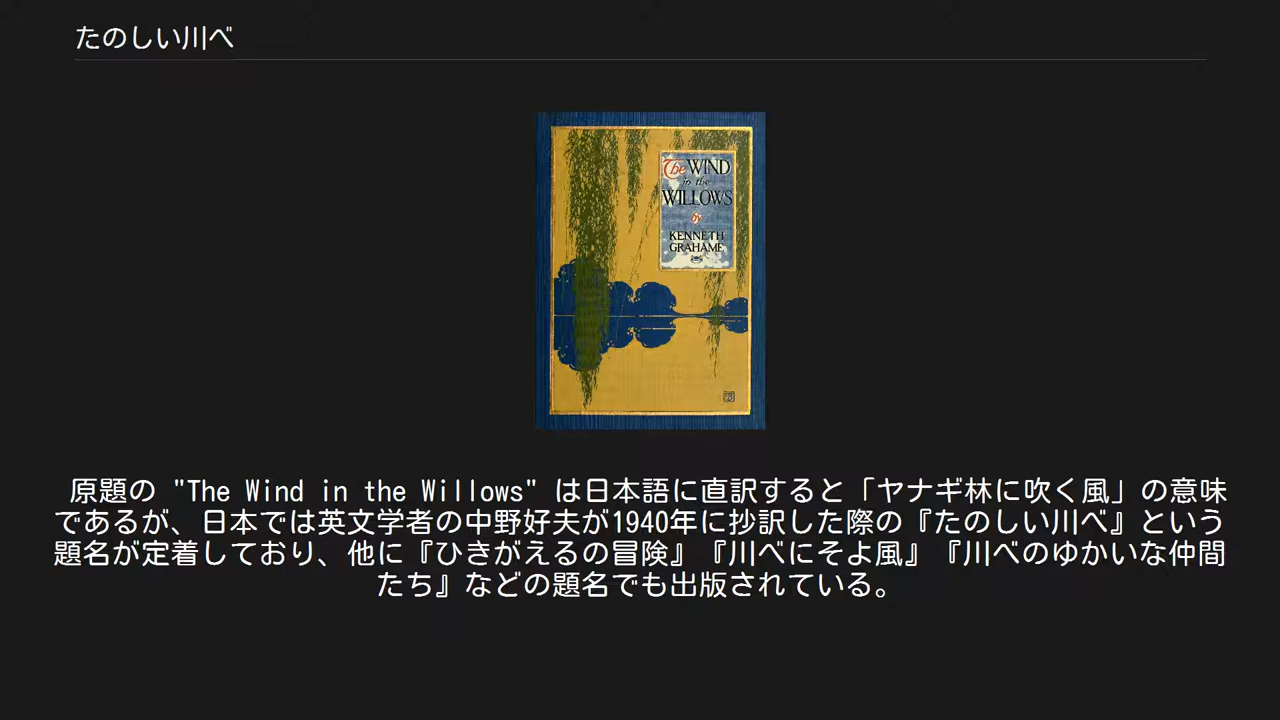 たのしい川べ
The WIND
in the
WILLOWS
by
KENNETH
GRAHAME
原題の "The Wind in the Willows" は日本語に直訳すると「ヤナギ林に吹く風」の意味
であるが、日本では英文学者の中野好夫が1940年に抄訳した際の『たのしい川べ』という
題名が定着しており、他に『ひきがえるの冒険』『川べにそよ風』『川べのゆかいな仲間
たち』などの題名でも出版されている。